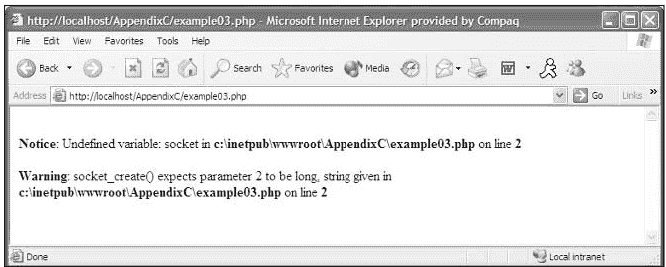 http://localhost/AppendixC/example03.php - Microsoft Internet Explorer provided by Compaq
File Edit View Favorites Tools Help
Back Search Favorites Media W
Address http://localhost/AppendixC/example03.php Go Links »
Notice: Undefined variable: socket in c:\inetpub\wwwroot\AppendixC\example03.php on line 2
Warning: socket_create() expects parameter 2 to be long, string given in
c:\inetpub\wwwroot\AppendixC\example03.php on line 2
Done Local intranet